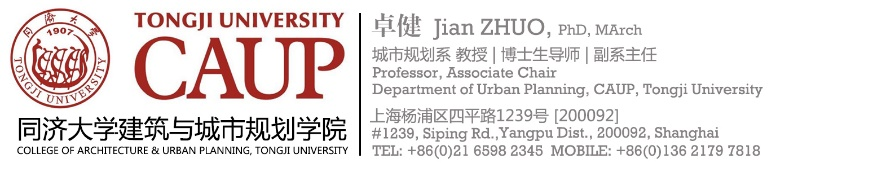 同济大学
1907
TONGJI UNIVERSITY
TONGJI UNIVERSITY
CAUP
同济大学建筑与城市规划学院
COLLEGE OF ARCHITECTURE & URBAN PLANNING, TONGJI UNIVERSITY
卓健 Jian ZHUO, PhD, MArch
城市规划系 教授 | 博士生导师 | 副系主任
Professor, Associate Chair
Department of Urban Planning, CAUP, Tongji University
上海杨浦区四平路1239号 [200092]
#1239, Siping Rd.,Yangpu Dist., 200092, Shanghai
TEL: +86(0)21 6598 2345 MOBILE: +86(0)136 2179 7818